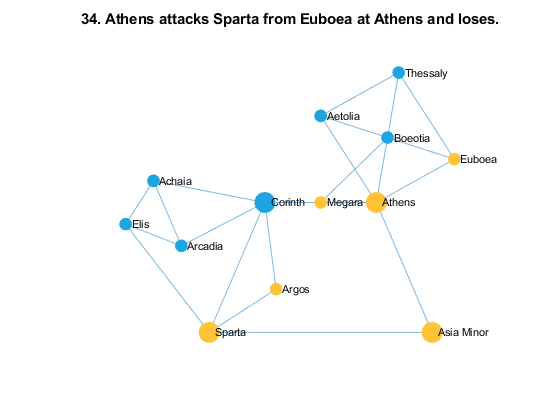 34. Athens attacks Sparta from Euboea at Athens and loses.
Thessaly
Aetolia
Boeotia
Euboea
Achaia
Corinth
Megara
Athens
Elis
Arcadia
Argos
Sparta
Asia Minor